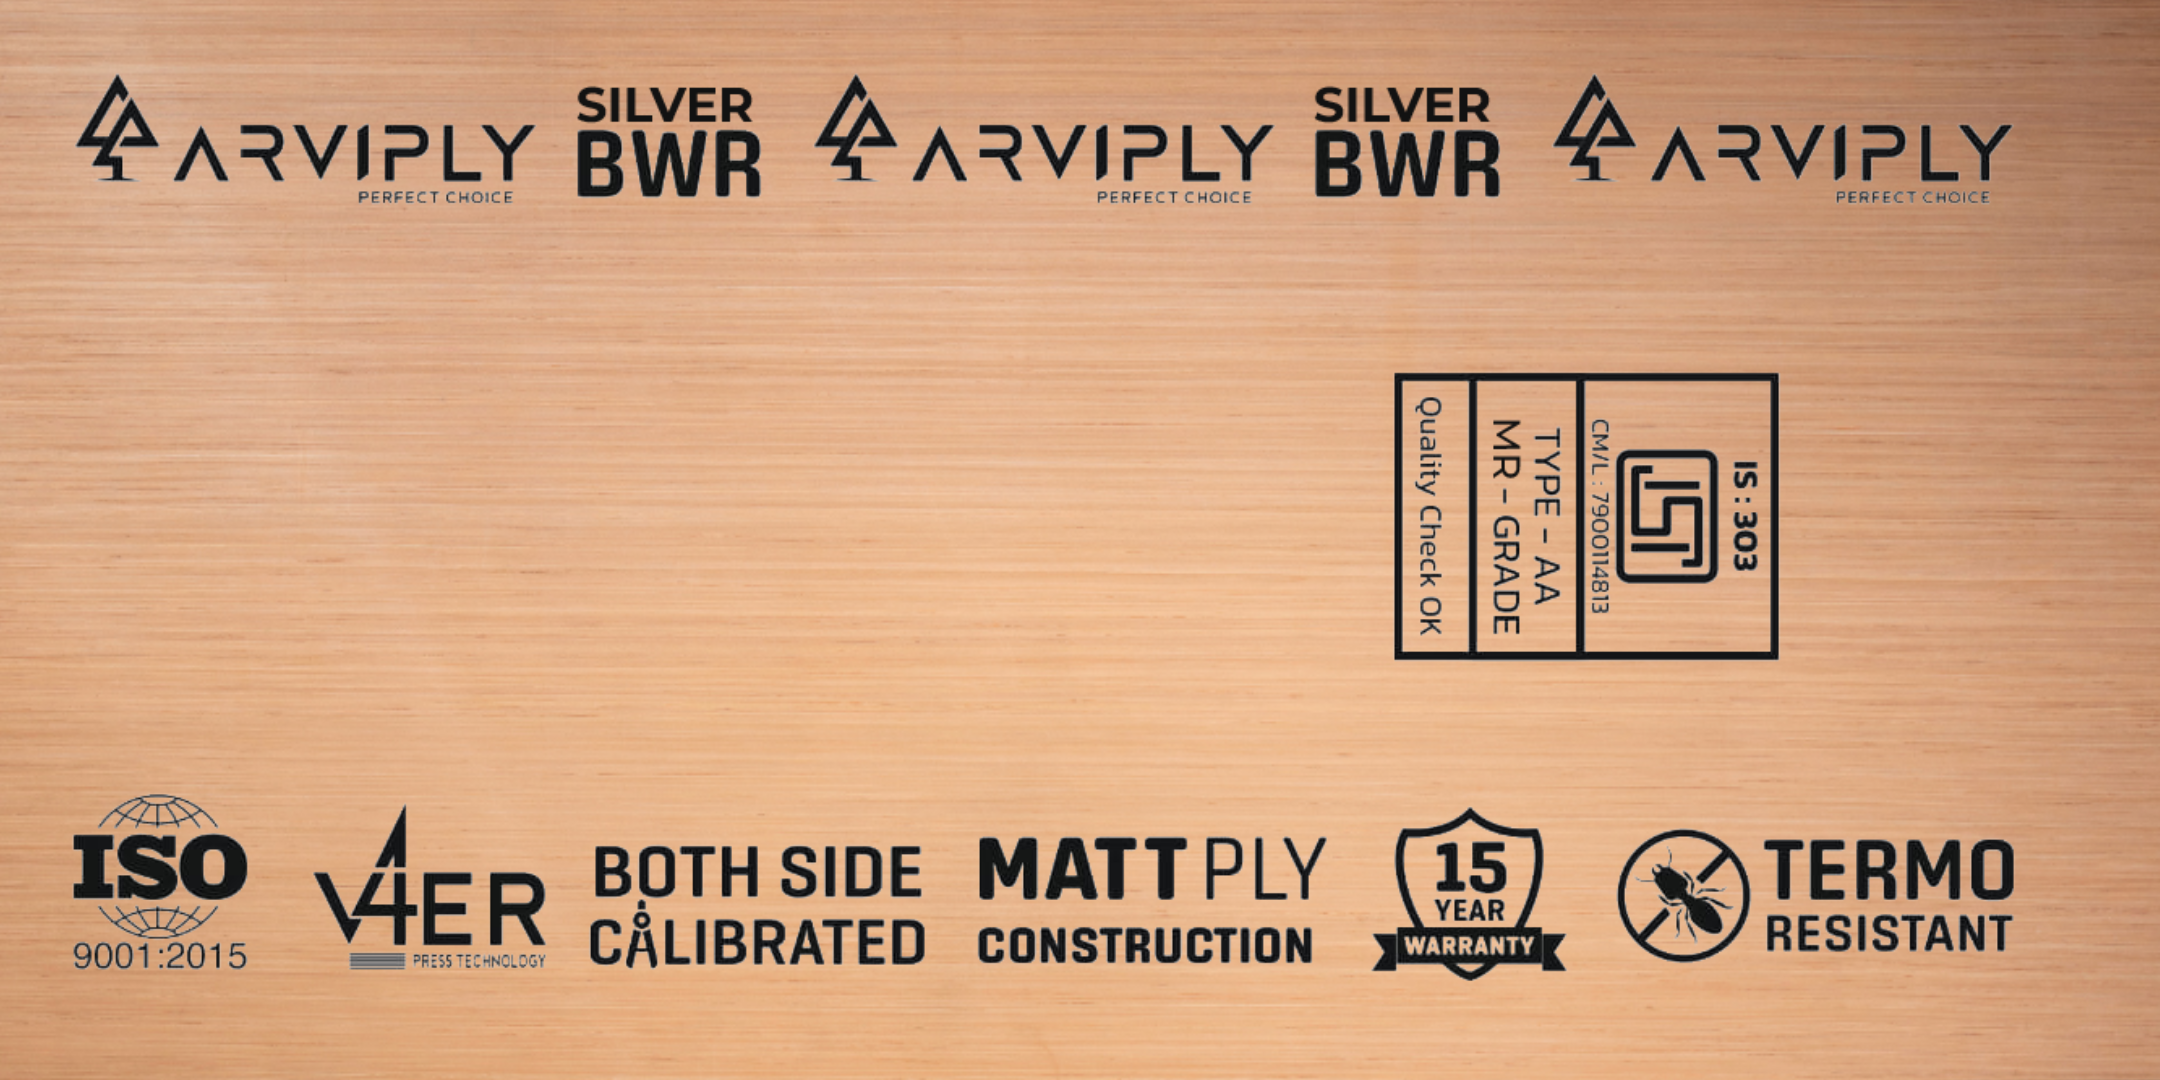 ARVIPLY
PERFECT CHOICE
SILVER
BWR
ARVIPLY
PERFECT CHOICE
SILVER
BWR
ARVIPLY
PERFECT CHOICE
IS : 303
CM/L : 7900114813
TYPE - AA
MR - GRADE
Quality Check OK
ISO
9001:2015
V4ER
PRESS TECHNOLOGY
BOTH SIDE
CALIBRATED
MATT PLY
CONSTRUCTION
15
YEAR
WARRANTY
TERMO
RESISTANT